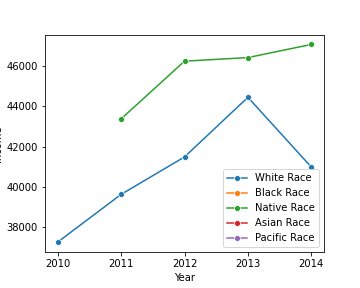 46000
44000
42000
40000
38000
2010 2011 2012 2013 2014
Year
White Race
Black Race
Native Race
Asian Race
Pacific Race